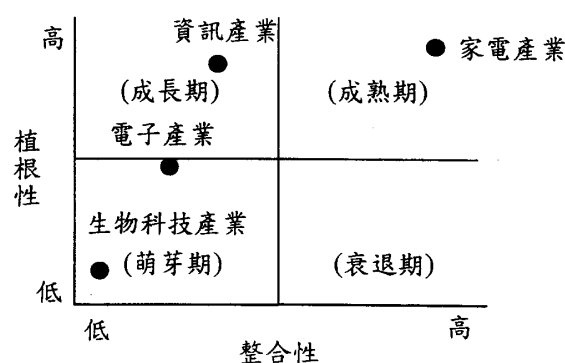 高
資訊產業
家電產業
(成長期)
(成熟期)
電子產業
植根性
生物科技產業
(萌芽期)
(衰退期)
低
低
高
整合性